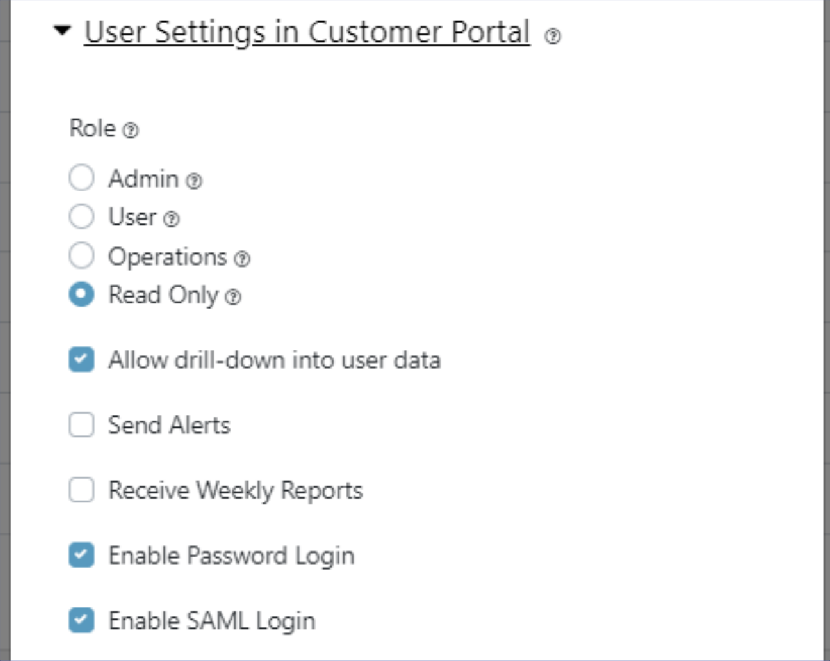 User Settings in Customer Portal ?
Role ?
Admin ?
User ?
Operations ?
Read Only ?
Allow drill-down into user data
Send Alerts
Receive Weekly Reports
Enable Password Login
Enable SAML Login